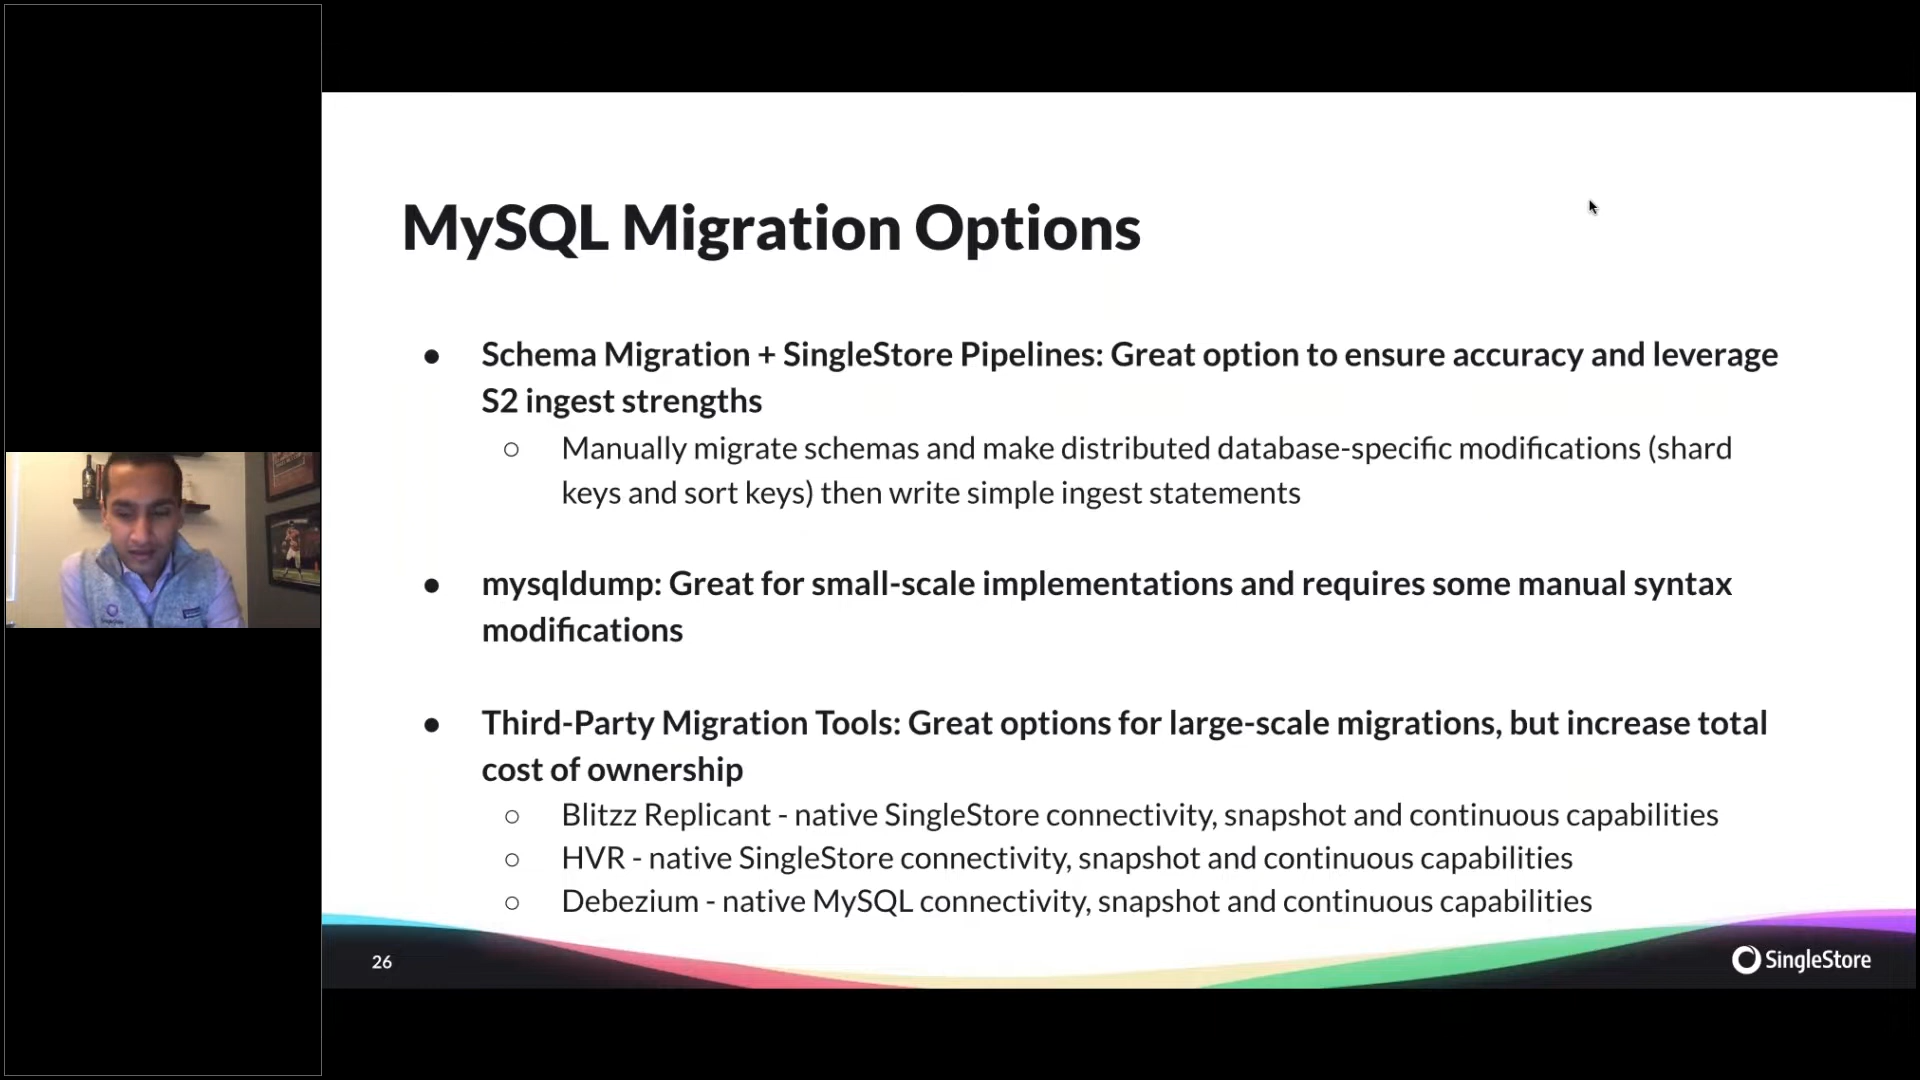 MySQL Migration Options
● Schema Migration + SingleStore Pipelines: Great option to ensure accuracy and leverage
S2 ingest strengths
○ Manually migrate schemas and make distributed database-specific modifications (shard
keys and sort keys) then write simple ingest statements
● mysqldump: Great for small-scale implementations and requires some manual syntax
modifications
● Third-Party Migration Tools: Great options for large-scale migrations, but increase total
cost of ownership
○ Blitzz Replicant - native SingleStore connectivity, snapshot and continuous capabilities
○ HVR - native SingleStore connectivity, snapshot and continuous capabilities
○ Debezium - native MySQL connectivity, snapshot and continuous capabilities
26
SingleStore